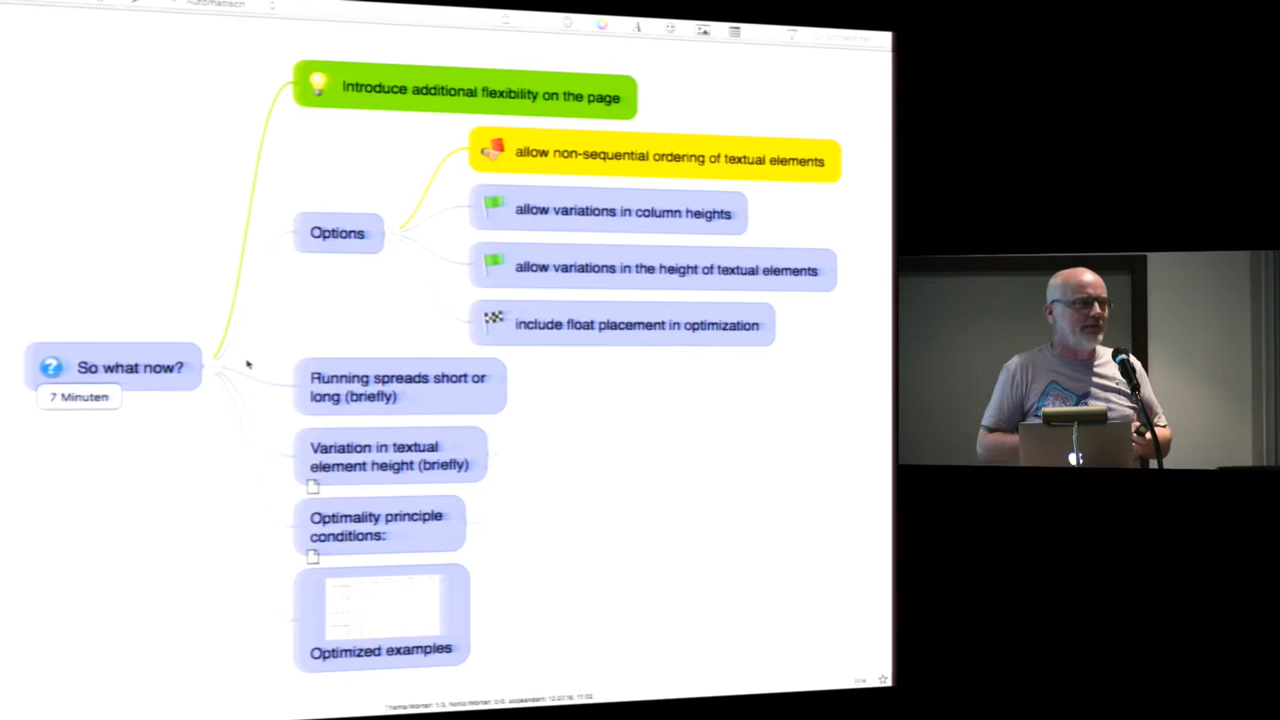 Automatisch
Introduce additional flexibility on the page
allow non-sequential ordering of textual elements
allow variations in column heights
Options
allow variations in the height of textual elements
include float placement in optimization
So what now?
7 Minuten
Running spreads short or
long (briefly)
Variation in textual
element height (briefly)
Optimality principle
conditions:
Optimized examples